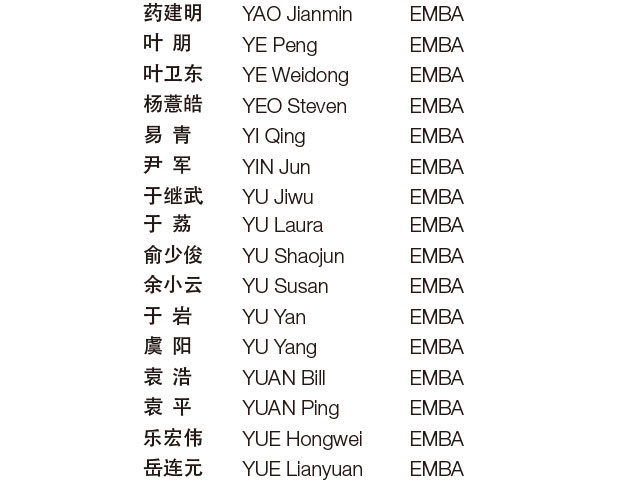 药建明 YAO Jianmin EMBA
叶 朋 YE Peng EMBA
叶卫东 YE Weidong EMBA
杨薏皓 YEO Steven EMBA
易 青 YI Qing EMBA
尹 军 YIN Jun EMBA
于继武 YU Jiwu EMBA
于 荔 YU Laura EMBA
俞少俊 YU Shaojun EMBA
余小云 YU Susan EMBA
于 岩 YU Yan EMBA
虞 阳 YU Yang EMBA
袁 浩 YUAN Bill EMBA
袁 平 YUAN Ping EMBA
乐宏伟 YUE Hongwei EMBA
岳连元 YUE Lianyuan EMBA